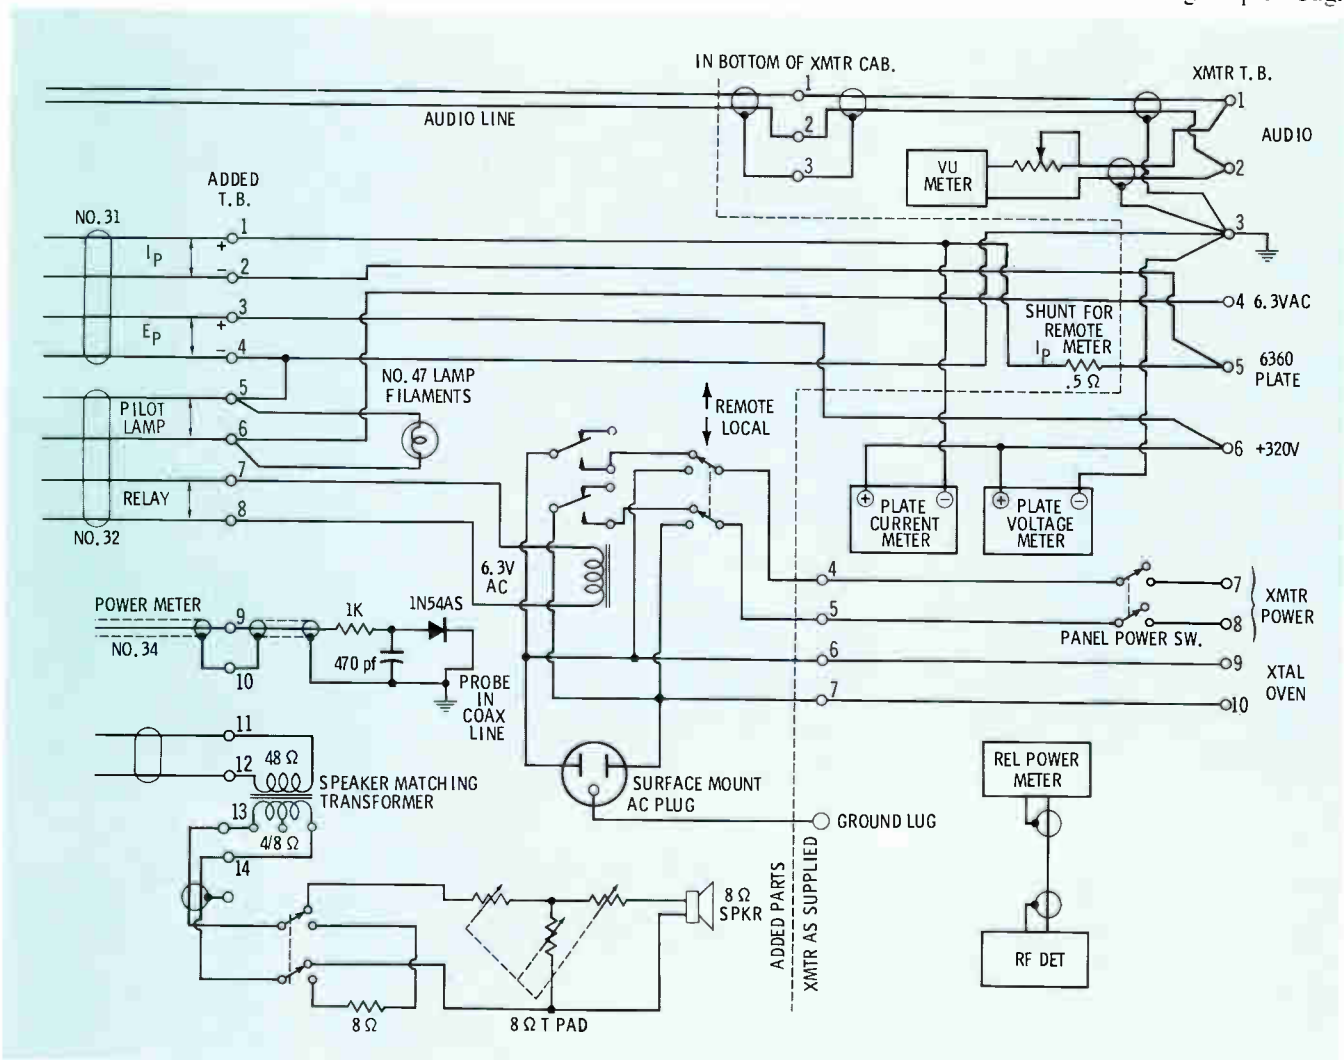 IN BOTTOM OF XMTR CAB.
XMTR T.B.
1
1
AUDIO LINE
2
AUDIO
3
VU
METER
2
ADDED
T.B.
NO.31
1
3
IP
+
- 2
3
4 6.3VAC
EP
+
- 4
SHUNT FOR
REMOTE
IP METER
.5 Ω
5 6360
PLATE
NO. 47 LAMP
FILAMENTS
5
PILOT
LAMP
6
REMOTE
LOCAL
6 +320V
7
RELAY
8
NO.32
+ -
PLATE
CURRENT
METER
+ -
PLATE
VOLTAGE
METER
6.3V
AC
4
7
XMTR
POWER
5
8
PANEL POWER SW.
POWER METER
9
1K
1N54AS
NO.34
470 pf
10
PROBE
IN
COAX
LINE
6
9
XTAL
OVEN
7
10
11
12
48 Ω
SPEAKER MATCHING
TRANSFORMER
13
4/8 Ω
14
SURFACE MOUNT
AC PLUG
GROUND LUG
REL POWER
METER
8 Ω
SPKR
ADDED PARTS
XMTR AS SUPPLIED
RF DET
8 Ω
8 Ω T PAD